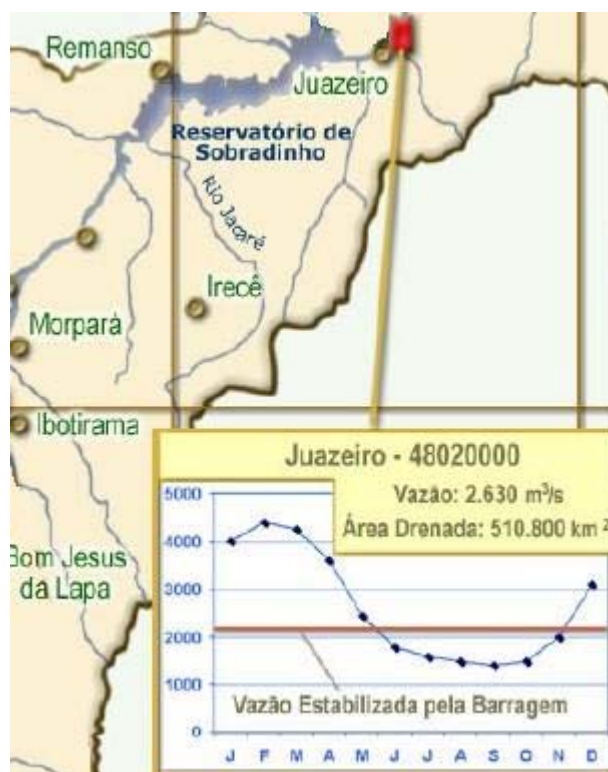 Remanso
Juazeiro
Reservatório de
Sobradinho
Rio Jacaré
Irecê
Morpará
Ibotirama
Bom Jesus
da Lapa
Juazeiro - 48020000
Vazão: 2.630 m³/s
Área Drenada: 510.800 km²
5000
4000
3000
2000
1000
0
Vazão Estabilizada pela Barragem
J F M A M J J A S O N D